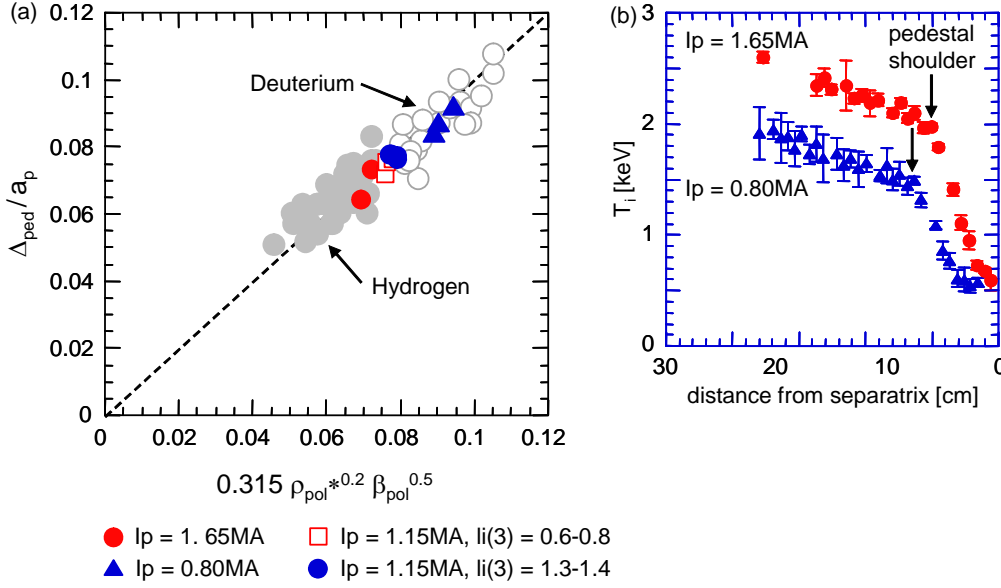 (a)
0.12
0.1
0.08
0.06
0.04
0.02
0
Δped/ap
Deuterium
Hydrogen
0 0.02 0.04 0.06 0.08 0.1 0.12
0.315 ρpol*^0.2 βpol^0.5
(b)
3
2
1
0
Ti [keV]
Ip = 1.65MA
pedestal
shoulder
Ip = 0.80MA
30 20 10 0
distance from separatrix [cm]
Ip = 1. 65MA
Ip = 1.15MA, li(3) = 0.6-0.8
Ip = 0.80MA
Ip = 1.15MA, li(3) = 1.3-1.4